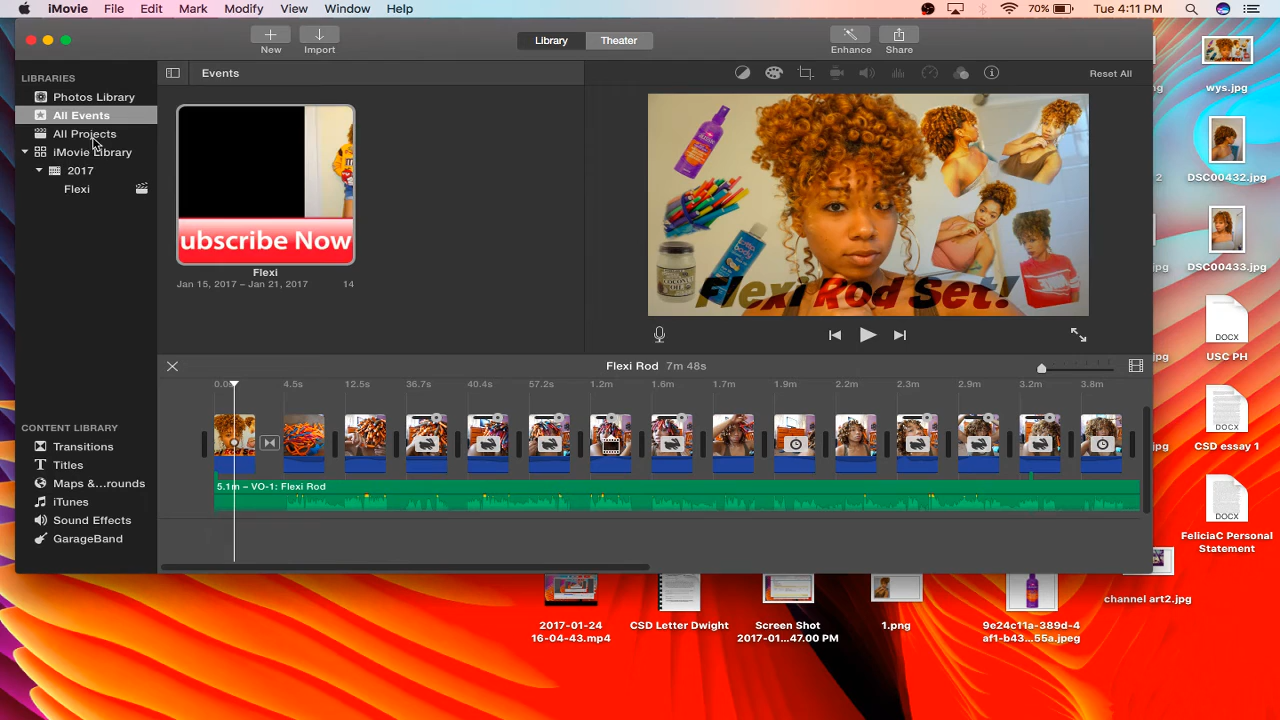 iMovie File Edit Mark Modify View Window Help 70% Tue 4:11 PM
New Import Library Theater Enhance Share
LIBRARIES
Photos Library
All Events
All Projects
iMovie Library
2017
Flexi
Events
ubscribe Now
Flexi
Jan 15, 2017 – Jan 21, 2017 14
Reset All
Flexi Rod Set!
Flexi Rod 7m 48s
0.0s 4.5s 12.5s 36.7s 40.4s 57.2s 1.2m 1.6m 1.7m 1.9m 2.2m 2.3m 2.9m 3.2m 3.8m
5.1m – VO-1: Flexi Rod
CONTENT LIBRARY
Transitions
Titles
Maps &...rounds
iTunes
Sound Effects
GarageBand
wys.jpg
DSC00432.jpg
DSC00433.jpg
DOCX
USC PH
CSD essay 1
DOCX
FeliciaC Personal
Statement
channel art2.jpg
2017-01-24
16-04-43.mp4
CSD Letter Dwight
Screen Shot
2017-01...47.00 PM
1.png
9e24c11a-389d-4
af1-b43...55a.jpeg